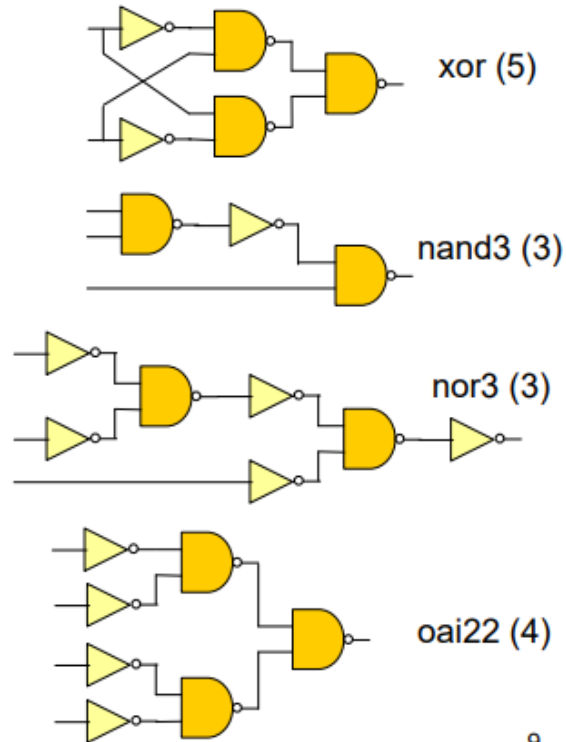 xor (5)
nand3 (3)
nor3 (3)
oai22 (4)